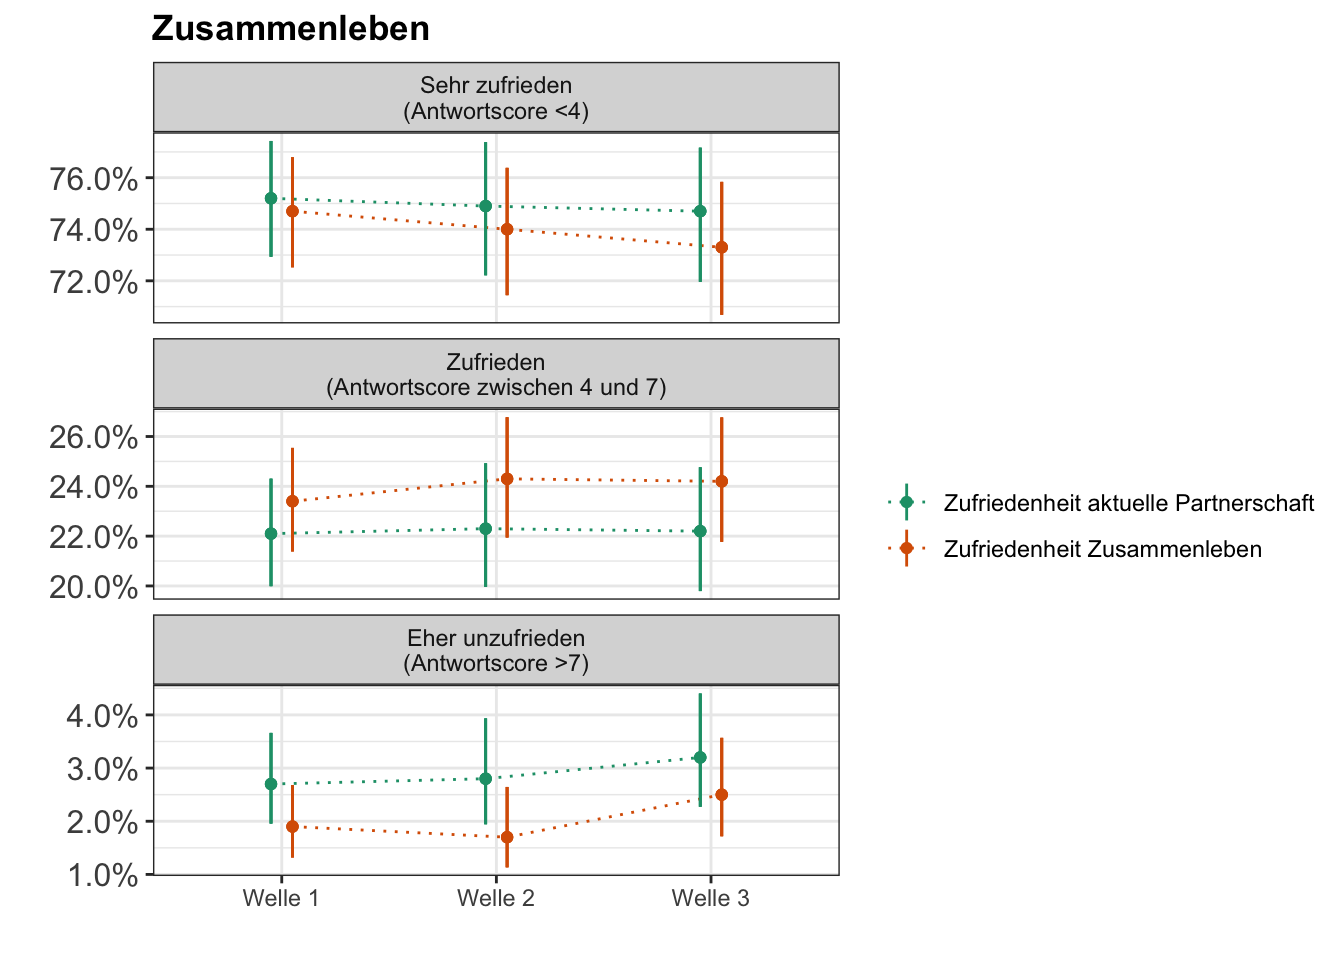 Zusammenleben
Sehr zufrieden
(Antwortscore <4)
76.0%
74.0%
72.0%
Zufrieden
(Antwortscore zwischen 4 und 7)
26.0%
24.0%
22.0%
20.0%
Eher unzufrieden
(Antwortscore >7)
4.0%
3.0%
2.0%
1.0%
Welle 1
Welle 2
Welle 3
Zufriedenheit aktuelle Partnerschaft
Zufriedenheit Zusammenleben